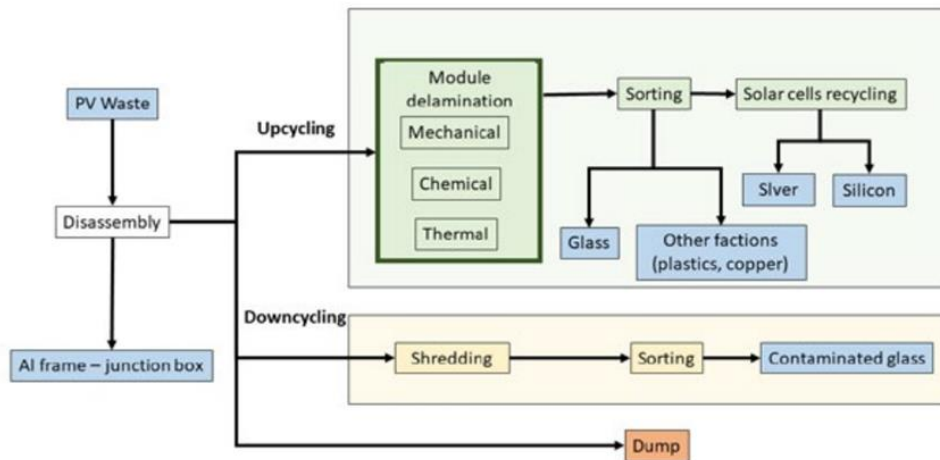 PV Waste
Disassembly
Al frame – junction box
Upcycling
Module
delamination
Mechanical
Chemical
Thermal
Sorting
Solar cells recycling
Glass
Other factions
(plastics, copper)
Slver
Silicon
Downcycling
Shredding
Sorting
Contaminated glass
Dump